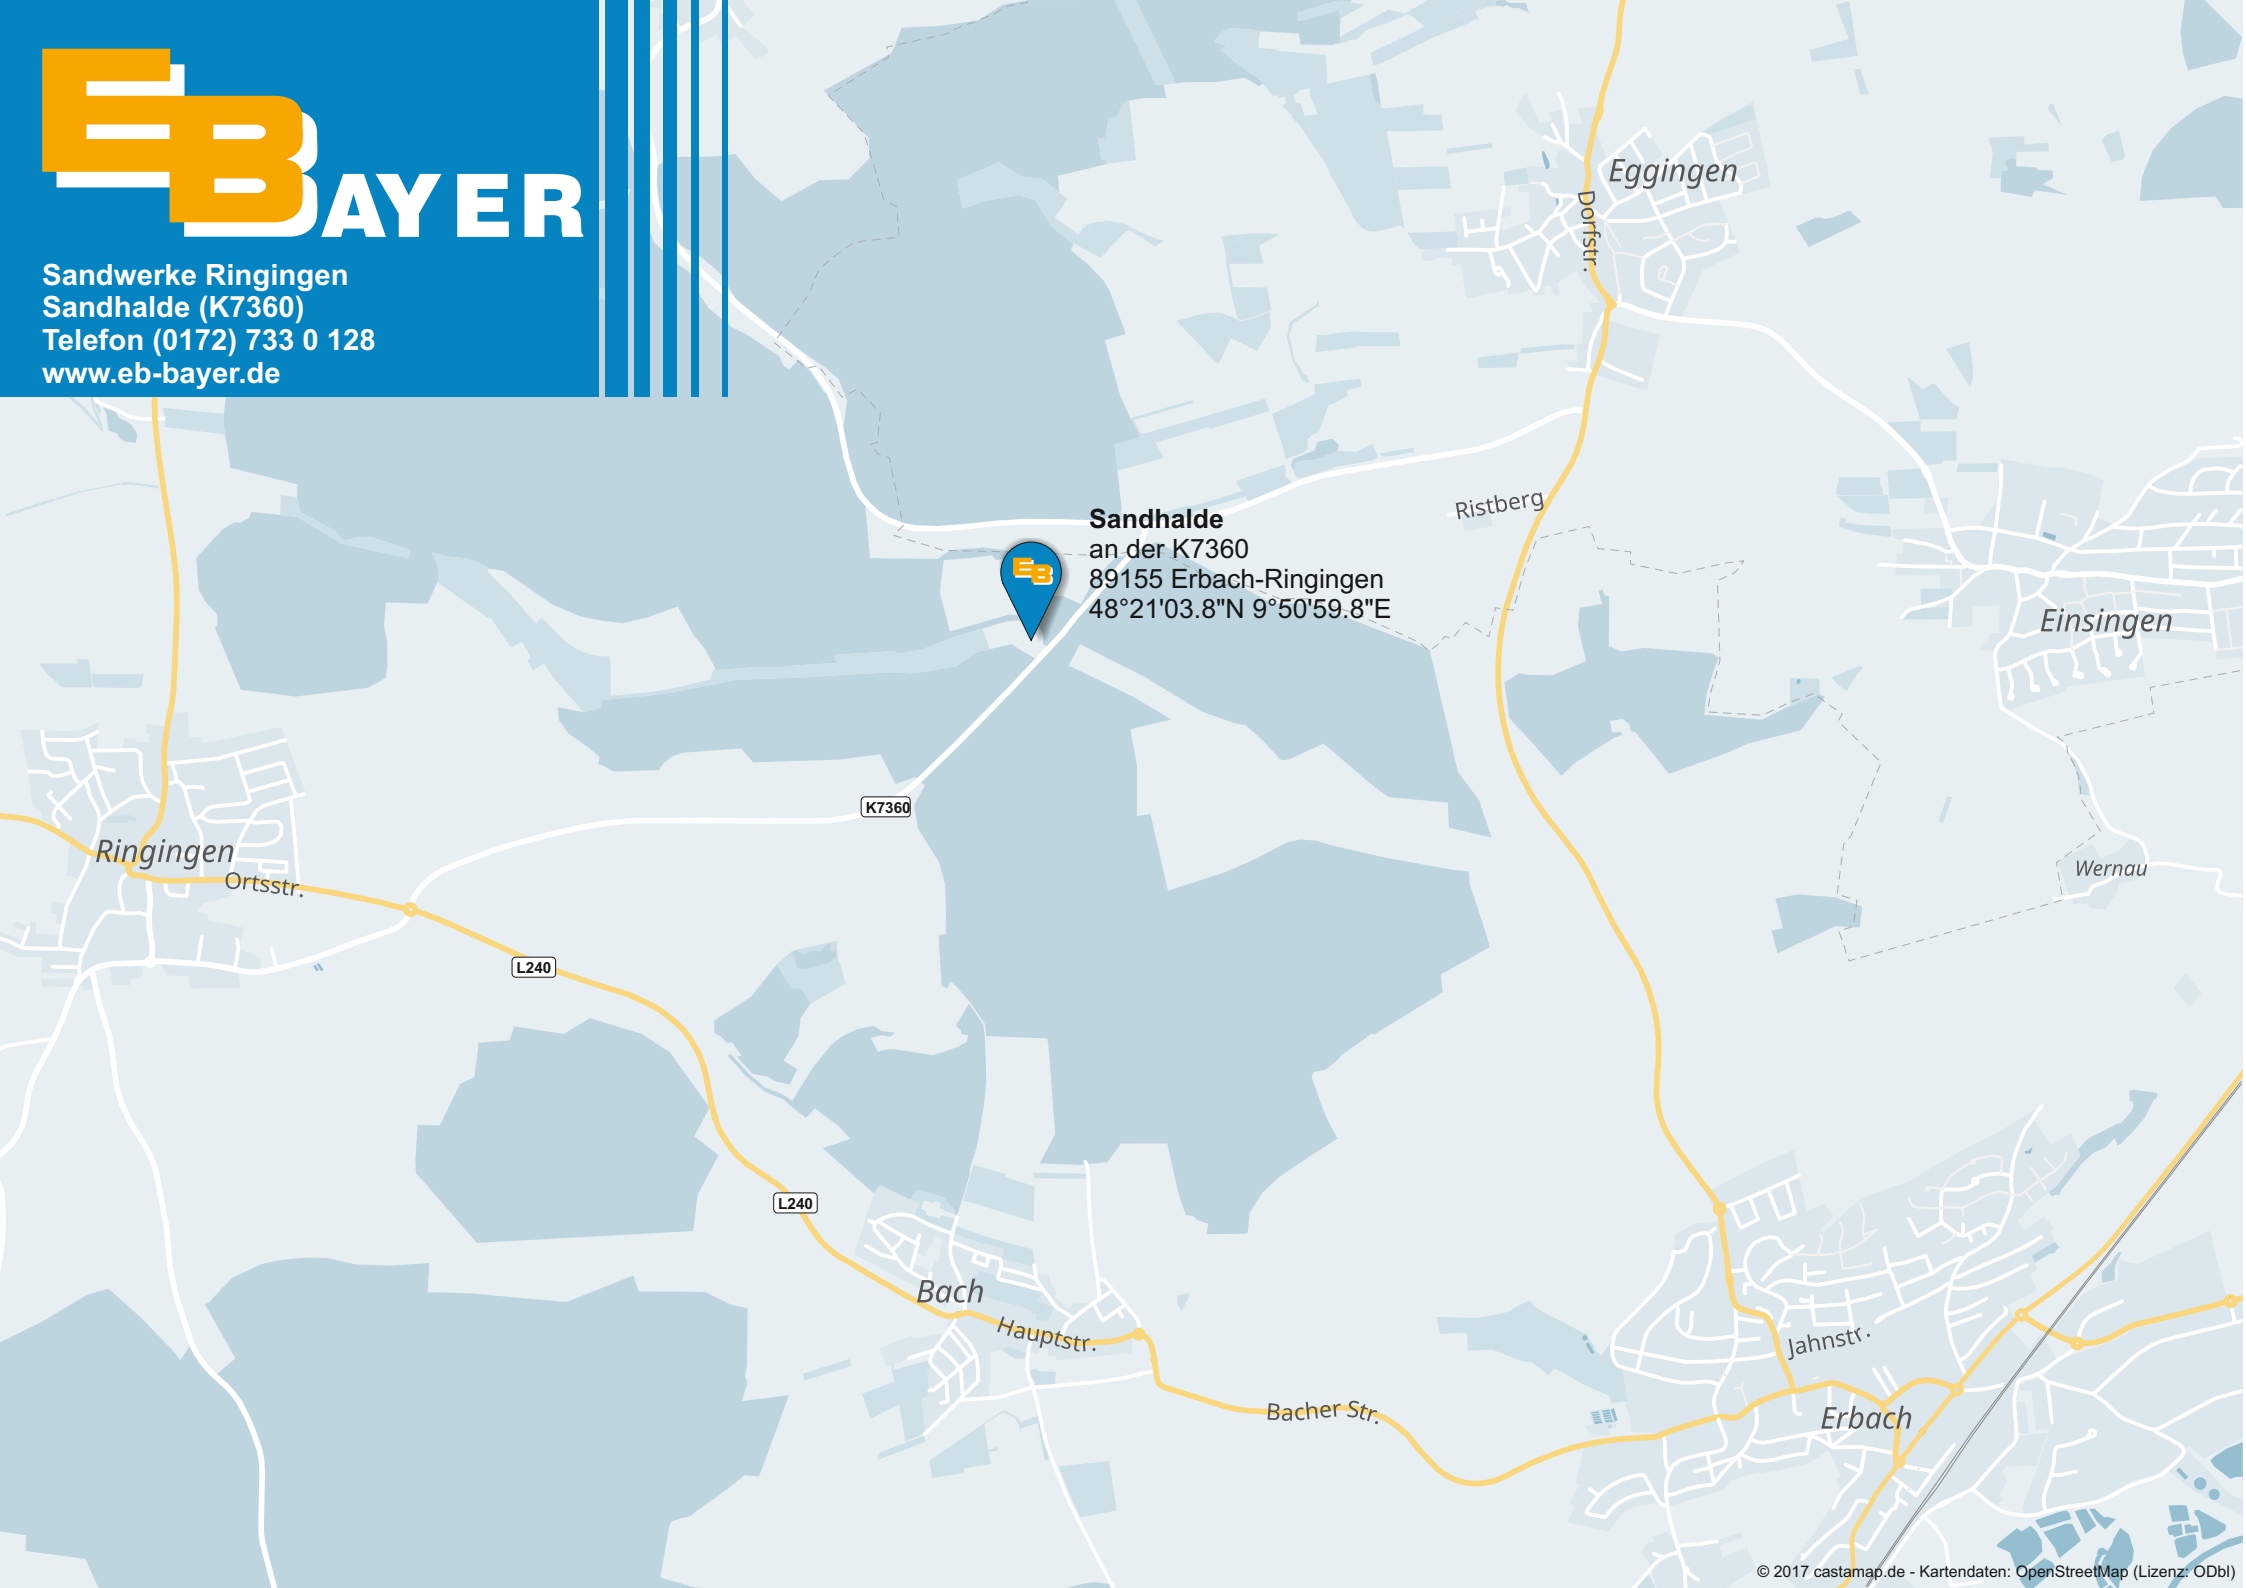 EBAYER
Sandwerke Ringingen
Sandhalde (K7360)
Telefon (0172) 733 0 128
www.eb-bayer.de
Eggingen
Dorfstr.
Ristberg
Sandhalde
an der K7360
89155 Erbach-Ringingen
48°21'03.8"N 9°50'59.8"E
EB
Einsingen
K7360
Ringingen
Ortsstr.
Wernau
L240
L240
Bach
Hauptstr.
Jahnstr.
Bacher Str.
Erbach
© 2017 castamap.de - Kartendaten: OpenStreetMap (Lizenz: ODbl)